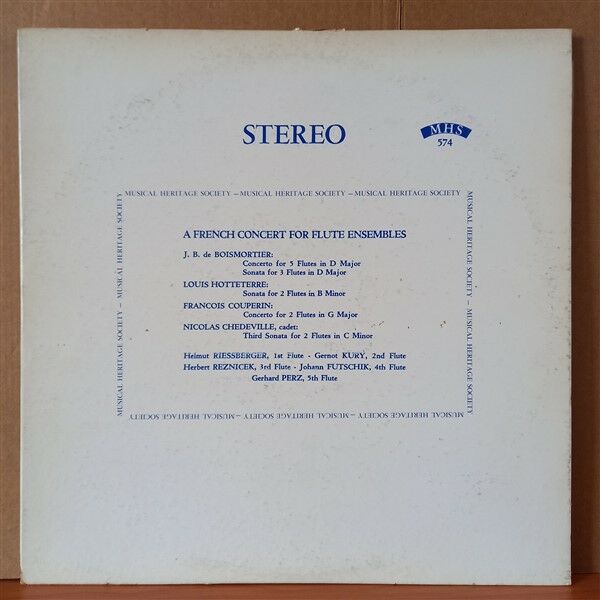 STEREO
MHS
574
MUSICAL HERITAGE SOCIETY – MUSICAL HERITAGE SOCIETY – MUSICAL HERITAGE SOCIETY
MUSICAL HERITAGE SOCIETY – MUSICAL HERITAGE SOCIETY
A FRENCH CONCERT FOR FLUTE ENSEMBLES
J. B. de BOISMORTIER:
Concerto for 5 Flutes in D Major
Sonata for 3 Flutes in D Major
LOUIS HOTTETERRE:
Sonata for 2 Flutes in B Minor
FRANCOIS COUPERIN:
Concerto for 2 Flutes in G Major
NICOLAS CHEDEVILLE, cadet:
Third Sonata for 2 Flutes in C Minor
Helmut RIESSBERGER, 1st Flute - Gernot KURY, 2nd Flute
Herbert REZNICEK, 3rd Flute - Johann FUTSCHIK, 4th Flute
Gerhard PERZ, 5th Flute
MUSICAL HERITAGE SOCIETY – MUSICAL HERITAGE SOCIETY
MUSICAL HERITAGE SOCIETY – MUSICAL HERITAGE SOCIETY – MUSICAL HERITAGE SOCIETY